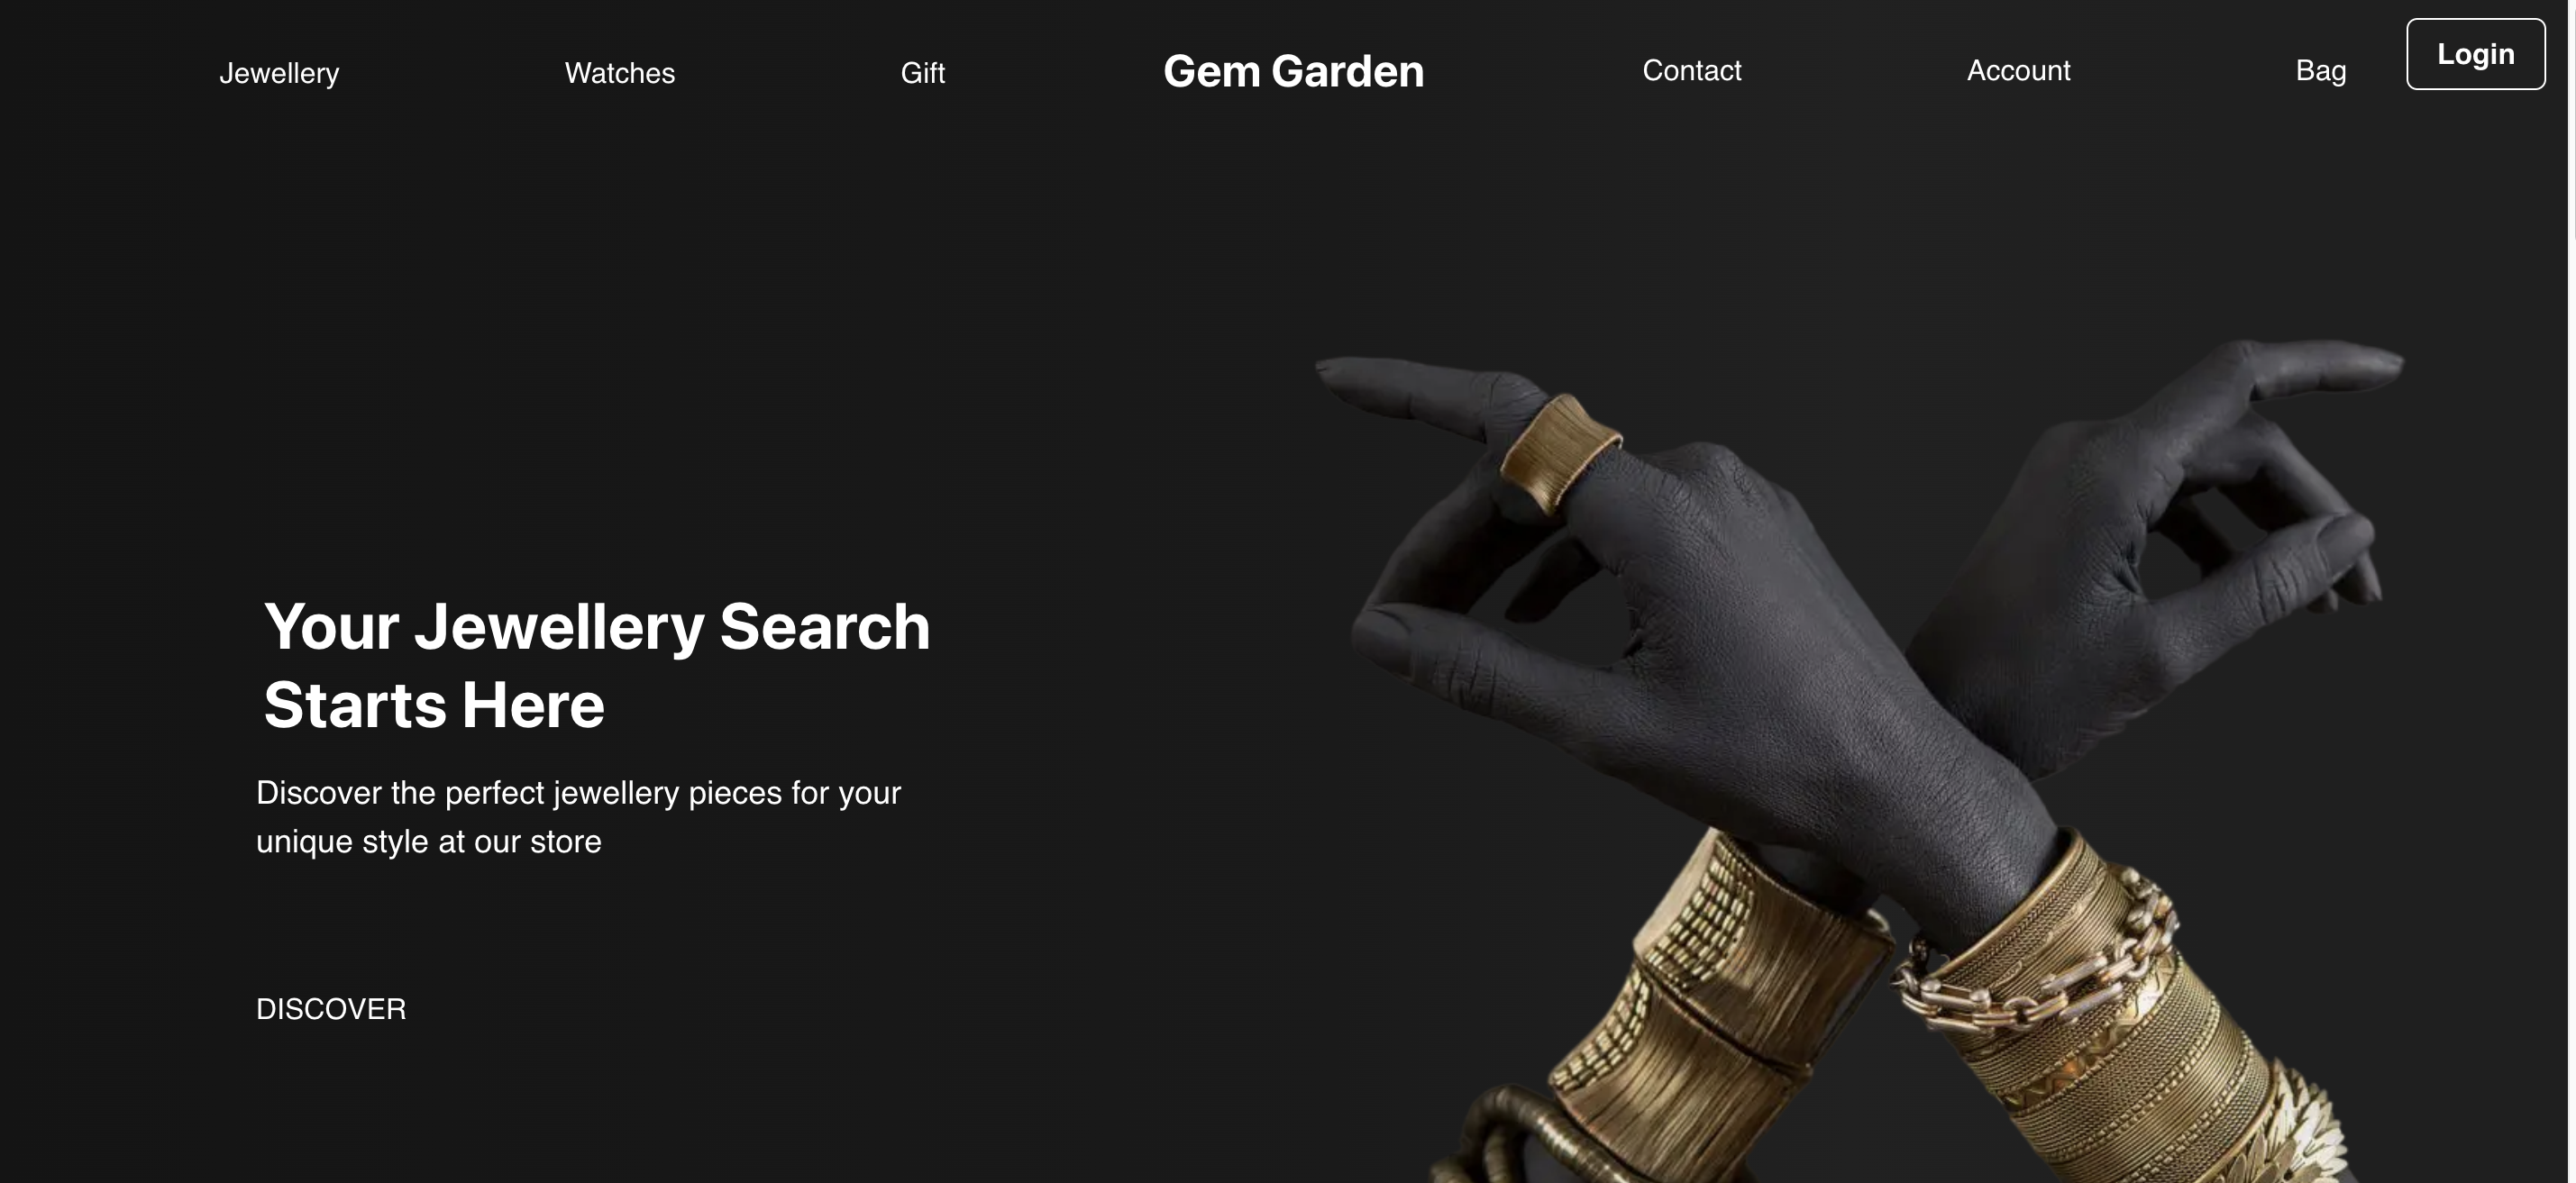 Jewellery
Watches
Gift
Gem Garden
Contact
Account
Bag
Login
Your Jewellery Search
Starts Here
Discover the perfect jewellery pieces for your
unique style at our store
DISCOVER